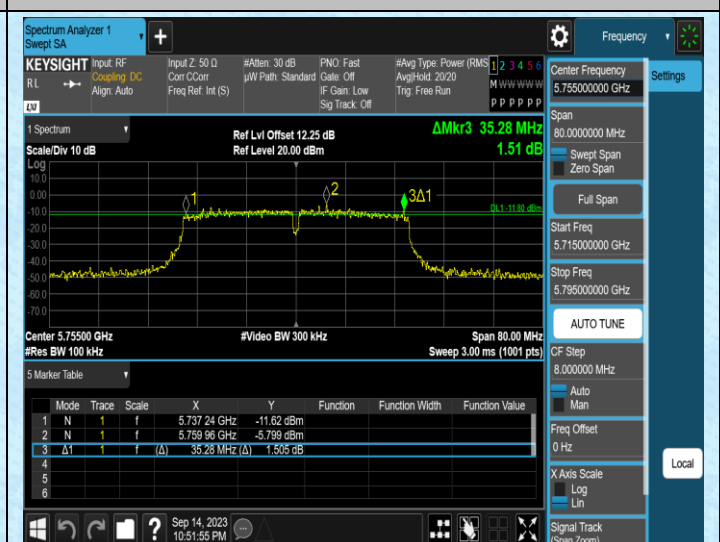 Spectrum Analyzer 1
Swept SA
+
Frequency
KEYSIGHT
RL
LXI
Input: RF
Coupling: DC
Align: Auto
Input Z: 50 Ω
Corr CCorr
Freq Ref: Int (S)
#Atten: 30 dB
µW Path: Standard
PNO: Fast
Gate: Off
IF Gain: Low
Sig Track: Off
#Avg Type: Power (RMS
Avg|Hold: 20/20
Trig: Free Run
1 2 3 4 5 6
M W W W W W
P P P P P P
1 Spectrum
Scale/Div 10 dB
Ref Lvl Offset 12.25 dB
Ref Level 20.00 dBm
ΔMkr3 35.28 MHz
1.51 dB
Log
10.0
0.00
-10.0
-20.0
-30.0
-40.0
-50.0
-60.0
-70.0
1
2
3Δ1
DL1 -11.80 dBm
Center 5.75500 GHz
#Res BW 100 kHz
#Video BW 300 kHz
Span 80.00 MHz
Sweep 3.00 ms (1001 pts)
5 Marker Table
Mode Trace Scale X Y Function Function Width Function Value
1 N 1 f 5.737 24 GHz -11.62 dBm
2 N 1 f 5.759 96 GHz -5.799 dBm
3 Δ1 1 f (Δ) 35.28 MHz (Δ) 1.505 dB
4
5
6
Sep 14, 2023
10:51:55 PM
Center Frequency
5.755000000 GHz
Span
80.0000000 MHz
Swept Span
Zero Span
Full Span
Start Freq
5.715000000 GHz
Stop Freq
5.795000000 GHz
AUTO TUNE
CF Step
8.000000 MHz
Auto
Man
Freq Offset
0 Hz
X Axis Scale
Log
Lin
Signal Track
(Span Zoom)
Settings
Local